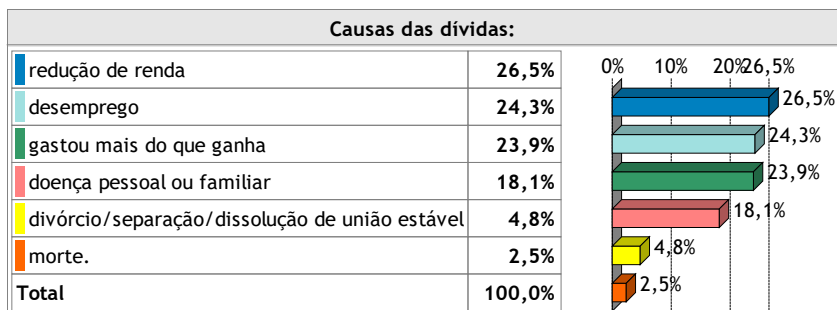 Causas das dívidas:
redução de renda 26,5%
desemprego 24,3%
gastou mais do que ganha 23,9%
doença pessoal ou familiar 18,1%
divórcio/separação/dissolução de união estável 4,8%
morte. 2,5%
Total 100,0%
0% 10% 20% 26,5%
26,5%
24,3%
23,9%
18,1%
4,8%
2,5%